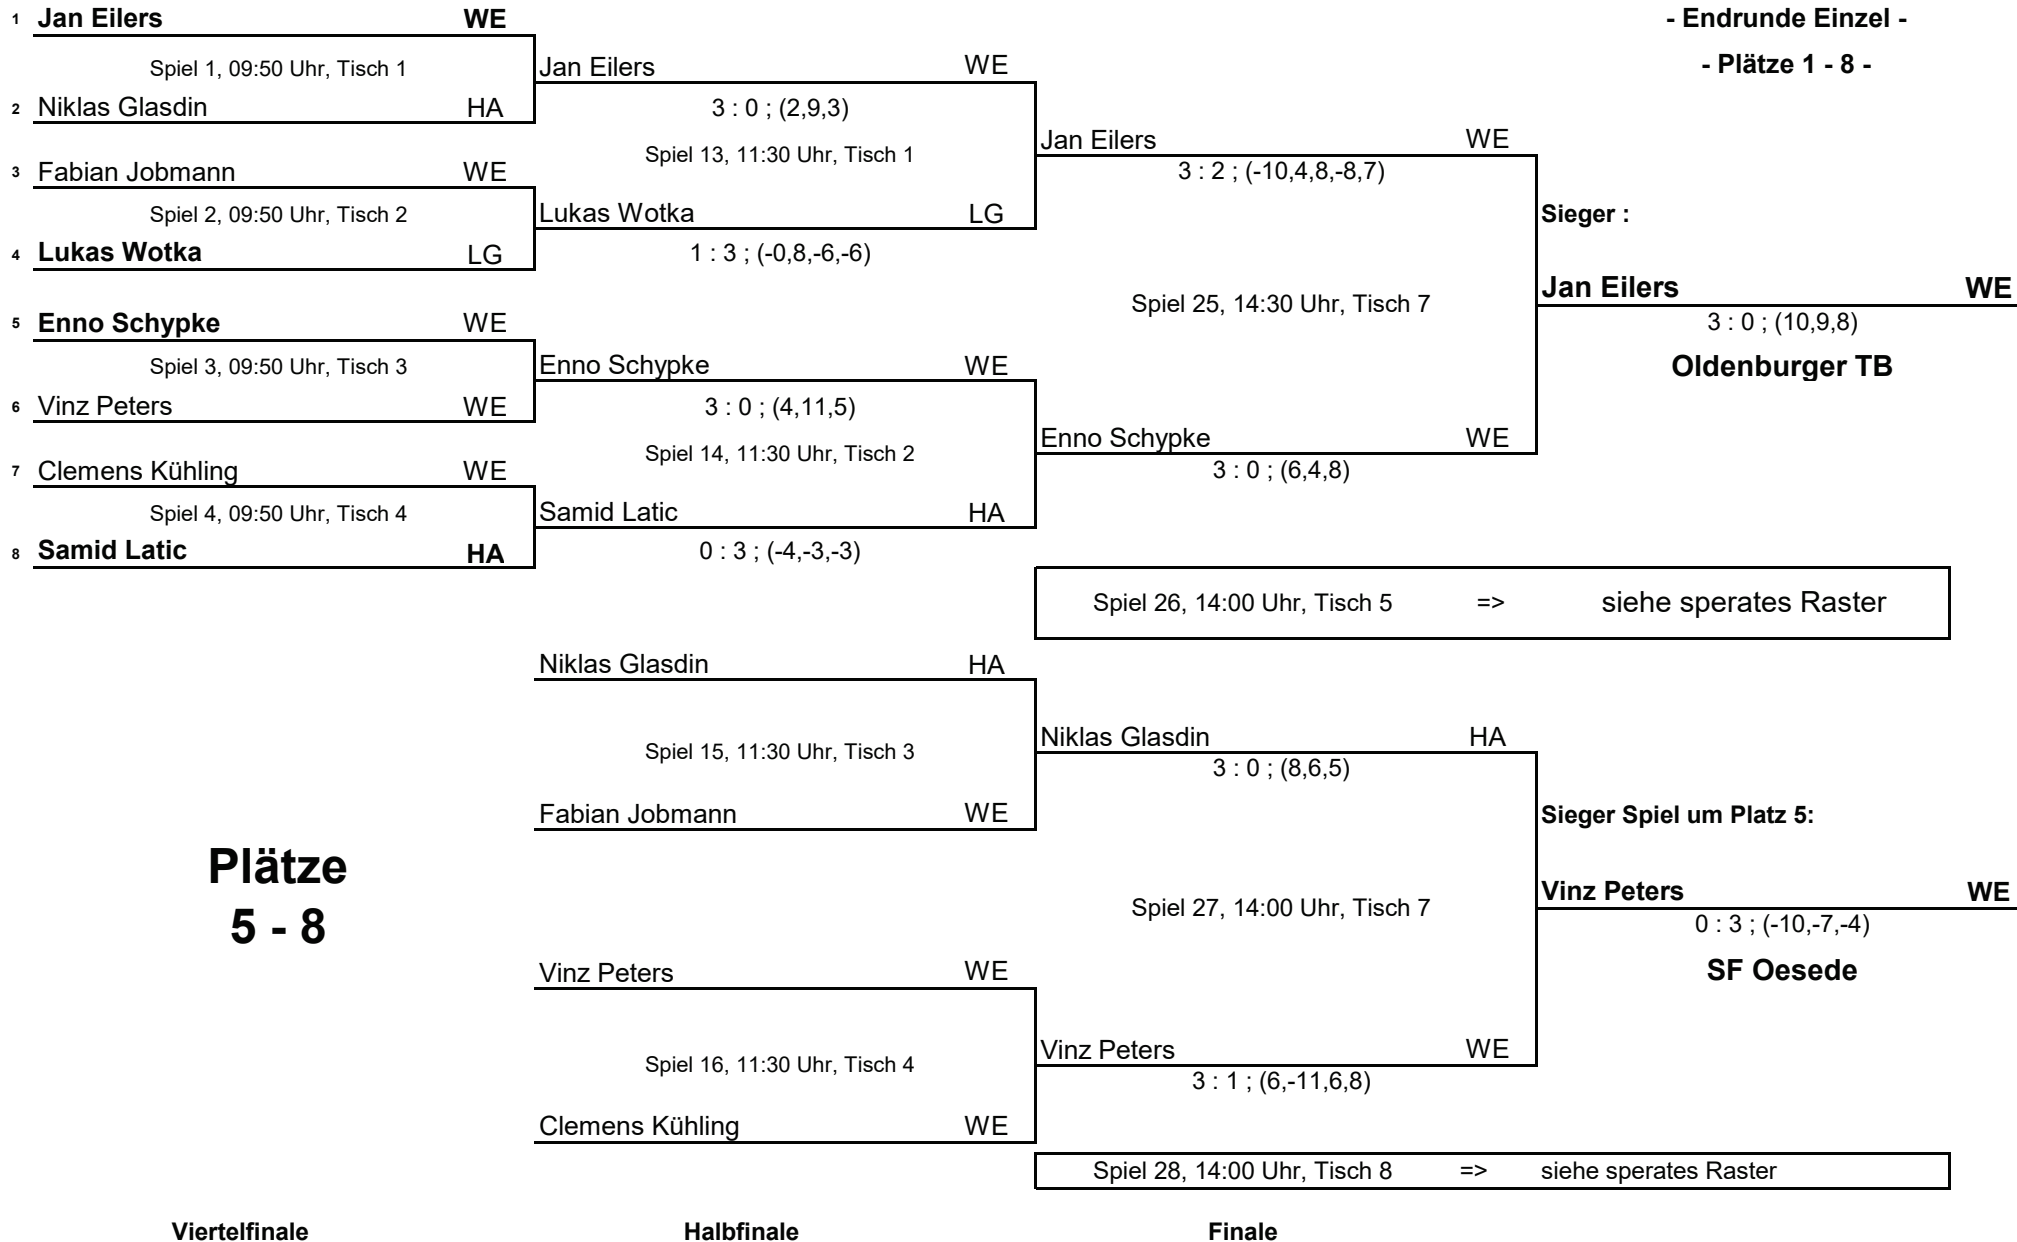 1 Jan Eilers WE
- Endrunde Einzel -
Spiel 1, 09:50 Uhr, Tisch 1
Jan Eilers WE
- Plätze 1 - 8 -
2 Niklas Glasdin HA
3 : 0 ; (2,9,3)
Spiel 13, 11:30 Uhr, Tisch 1
Jan Eilers WE
3 Fabian Jobmann WE
3 : 2 ; (-10,4,8,-8,7)
Spiel 2, 09:50 Uhr, Tisch 2
Lukas Wotka LG
Sieger :
4 Lukas Wotka LG
1 : 3 ; (-0,8,-6,-6)
Spiel 25, 14:30 Uhr, Tisch 7
Jan Eilers WE
5 Enno Schypke WE
3 : 0 ; (10,9,8)
Spiel 3, 09:50 Uhr, Tisch 3
Enno Schypke WE
Oldenburger TB
6 Vinz Peters WE
3 : 0 ; (4,11,5)
Spiel 14, 11:30 Uhr, Tisch 2
Enno Schypke WE
7 Clemens Kühling WE
3 : 0 ; (6,4,8)
Spiel 4, 09:50 Uhr, Tisch 4
Samid Latic HA
8 Samid Latic HA
0 : 3 ; (-4,-3,-3)
Spiel 26, 14:00 Uhr, Tisch 5 => siehe sperates Raster
Niklas Glasdin HA
Spiel 15, 11:30 Uhr, Tisch 3
Niklas Glasdin HA
3 : 0 ; (8,6,5)
Fabian Jobmann WE
Sieger Spiel um Platz 5:
Plätze
5 - 8
Spiel 27, 14:00 Uhr, Tisch 7
Vinz Peters WE
0 : 3 ; (-10,-7,-4)
Vinz Peters WE
SF Oesede
Spiel 16, 11:30 Uhr, Tisch 4
Vinz Peters WE
3 : 1 ; (6,-11,6,8)
Clemens Kühling WE
Spiel 28, 14:00 Uhr, Tisch 8 => siehe sperates Raster
Viertelfinale Halbfinale Finale